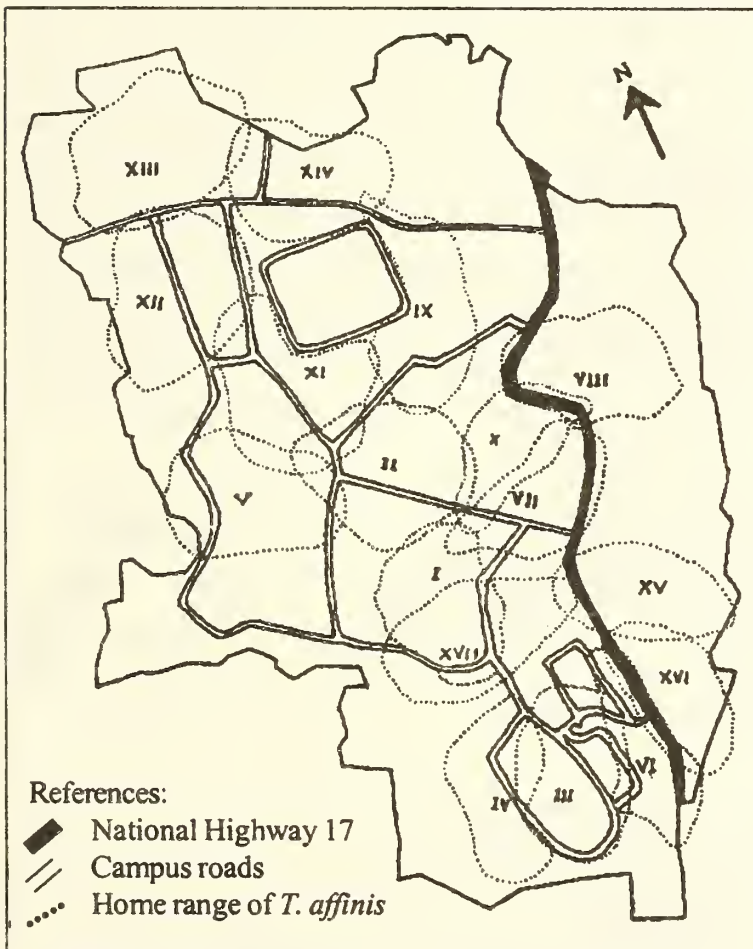 N
XIII
XIV
XII
IX
XI
VIII
X
II
V
VII
I
XV
XVII
XVI
VI
IV
III
References:
National Highway 17
Campus roads
Home range of T. affinis